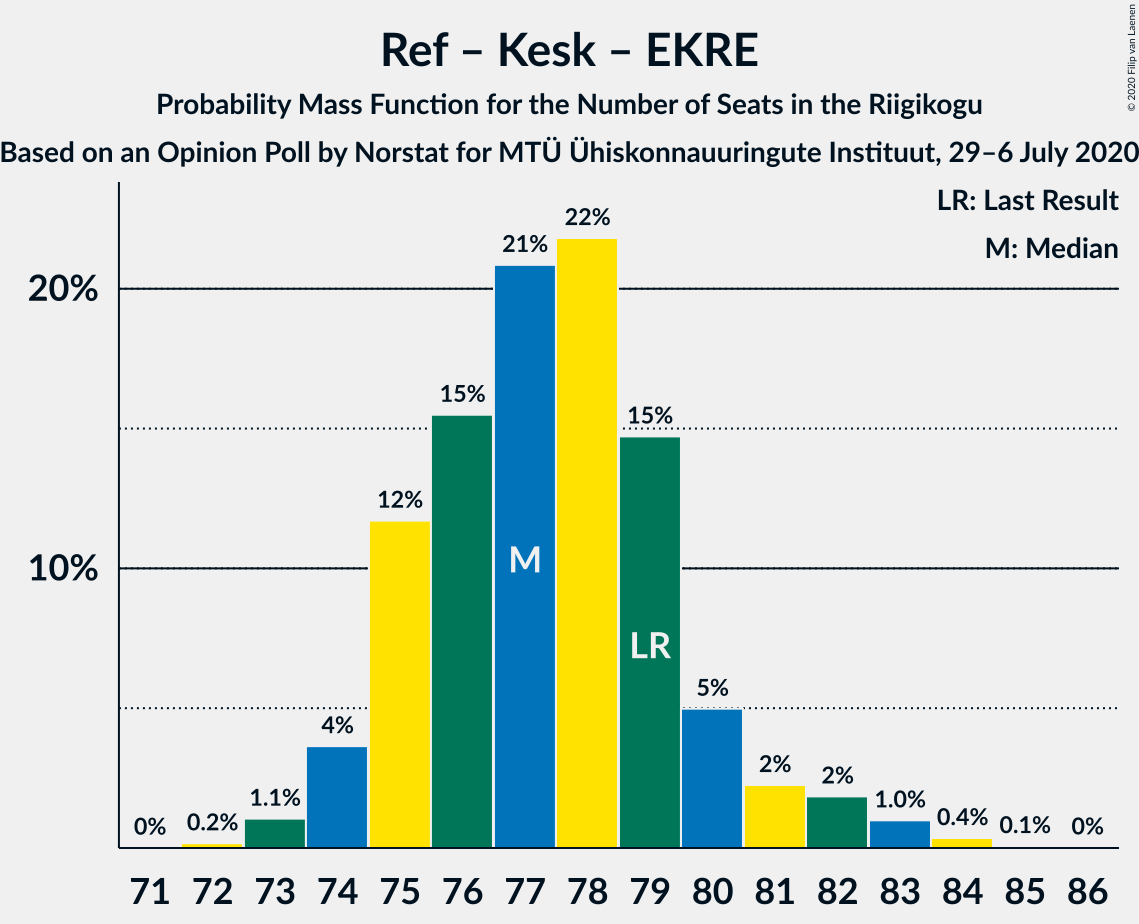 Ref – Kesk – EKRE
Probability Mass Function for the Number of Seats in the Riigikogu
Based on an Opinion Poll by Norstat for MTÜ Ühiskonnauuringute Instituut, 29–6 July 2020
© 2020 Filip van Laenen
LR: Last Result
M: Median
20%
10%
0%
0.2%
1.1%
4%
12%
15%
21%
22%
15%
5%
2%
2%
1.0%
0.4%
0.1%
0%
M
LR
71 72 73 74 75 76 77 78 79 80 81 82 83 84 85 86